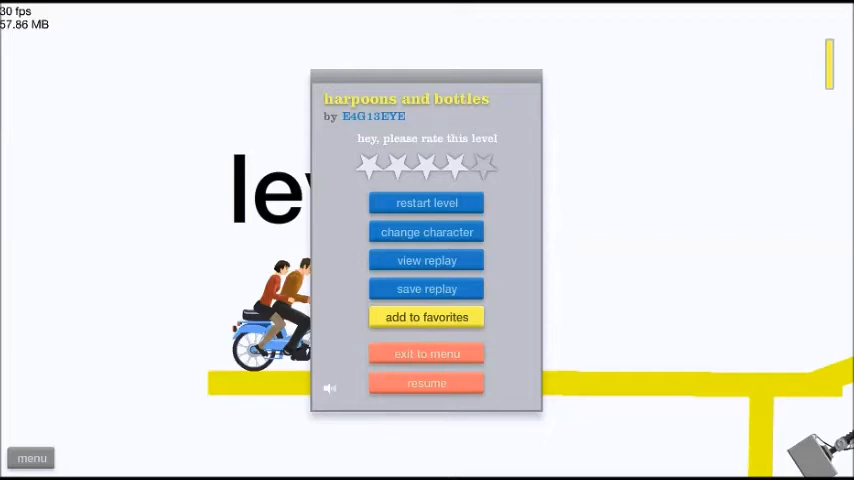 30 fps
57.86 MB
harpoons and bottles
by E4G13EYE
hey, please rate this level
restart level
change character
view replay
save replay
add to favorites
exit to menu
resume
menu